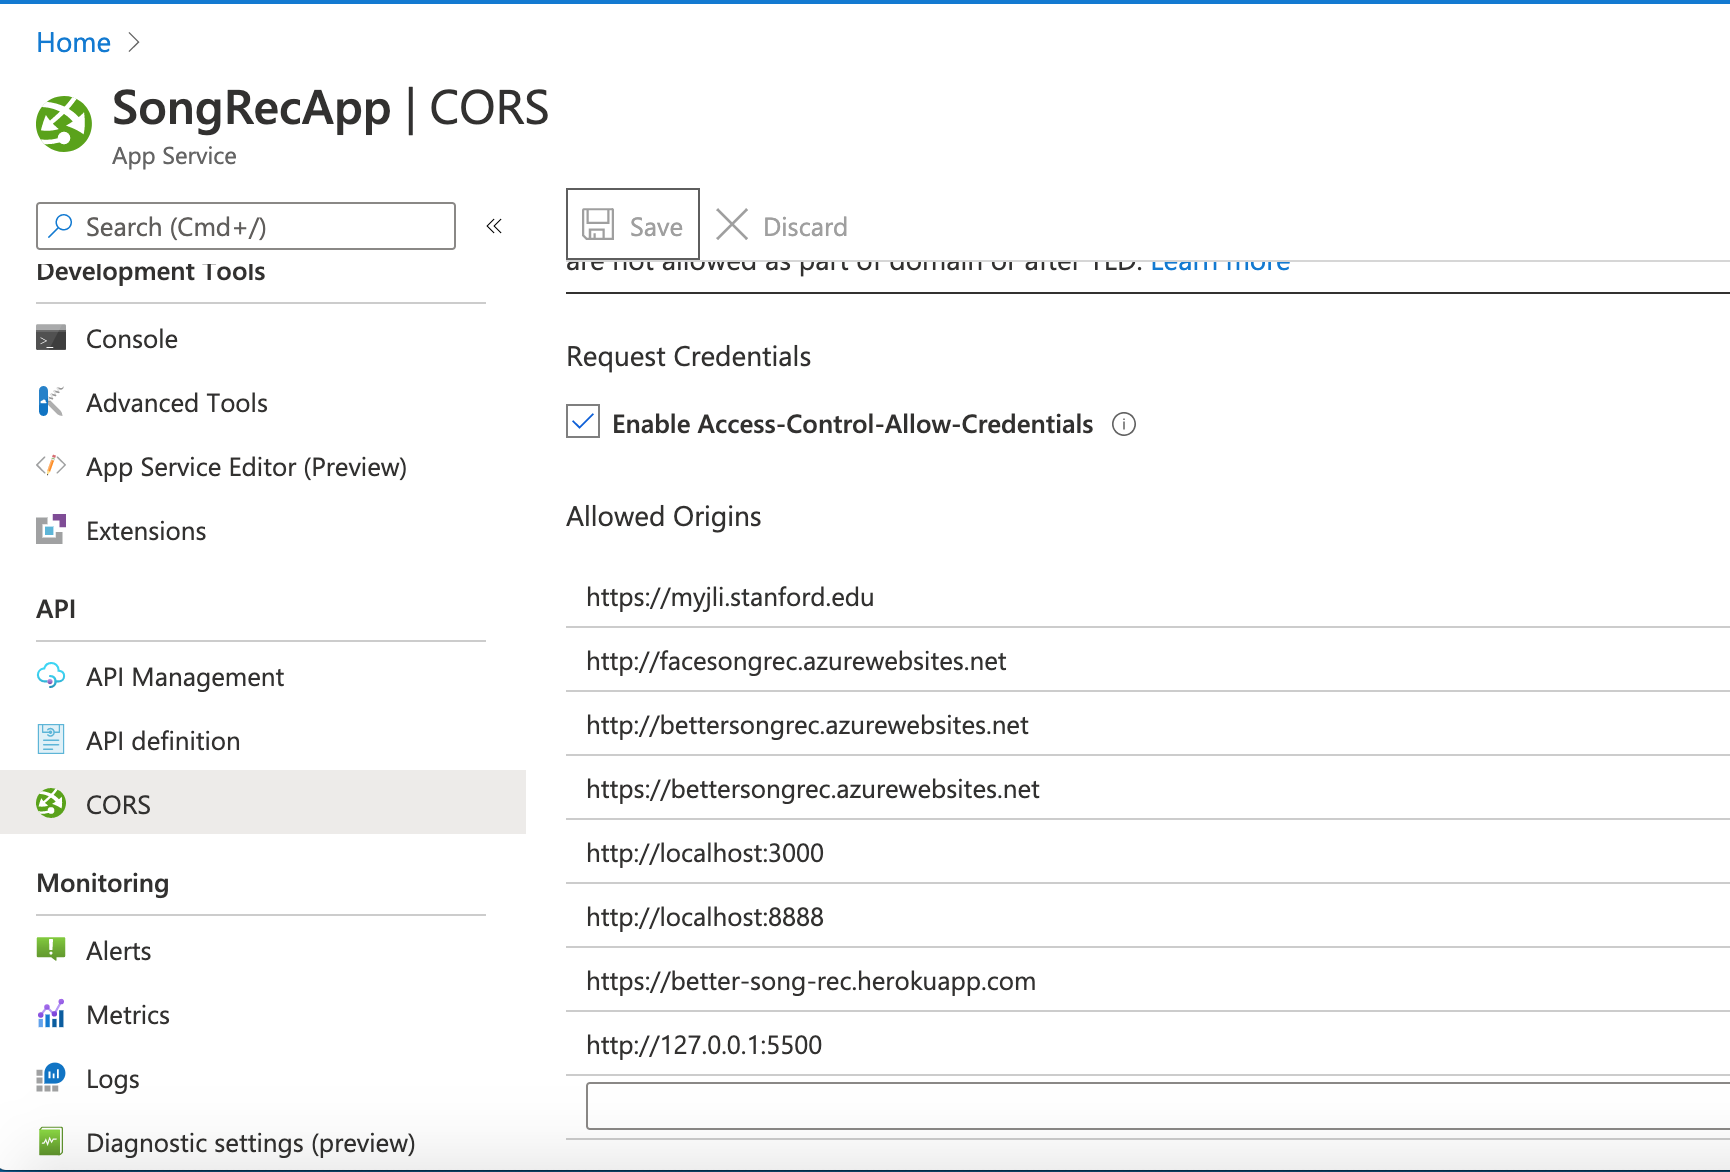 Home
SongRecApp | CORS
App Service
Search (Cmd+/)
«
Development Tools
Console
Advanced Tools
App Service Editor (Preview)
Extensions
API
API Management
API definition
CORS
Monitoring
Alerts
Metrics
Logs
Diagnostic settings (preview)
Save
Discard
are not allowed as part of domain or after TLD. Learn more
Request Credentials
Enable Access-Control-Allow-Credentials
Allowed Origins
https://myjli.stanford.edu
http://facesongrec.azurewebsites.net
http://bettersongrec.azurewebsites.net
https://bettersongrec.azurewebsites.net
http://localhost:3000
http://localhost:8888
https://better-song-rec.herokuapp.com
http://127.0.0.1:5500